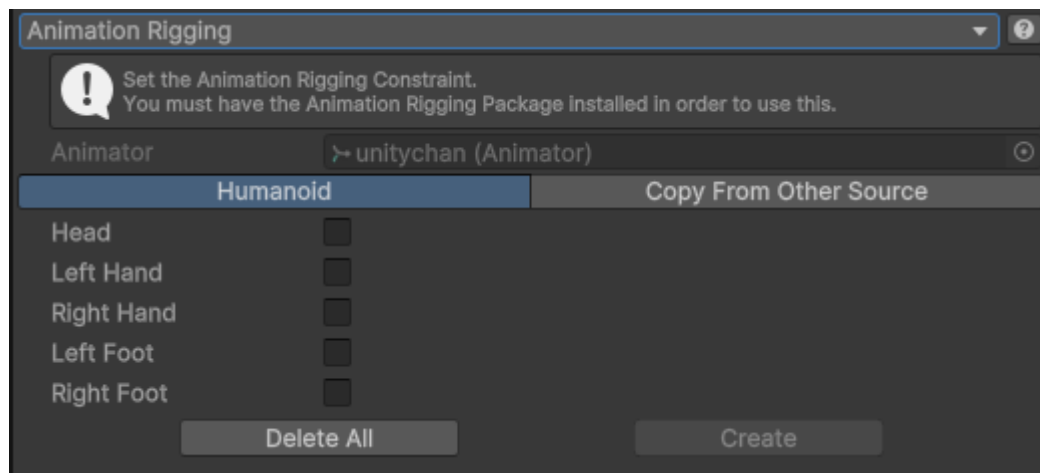 Animation Rigging
Set the Animation Rigging Constraint.
You must have the Animation Rigging Package installed in order to use this.
Animator unitychan (Animator)
Humanoid Copy From Other Source
Head
Left Hand
Right Hand
Left Foot
Right Foot
Delete All Create